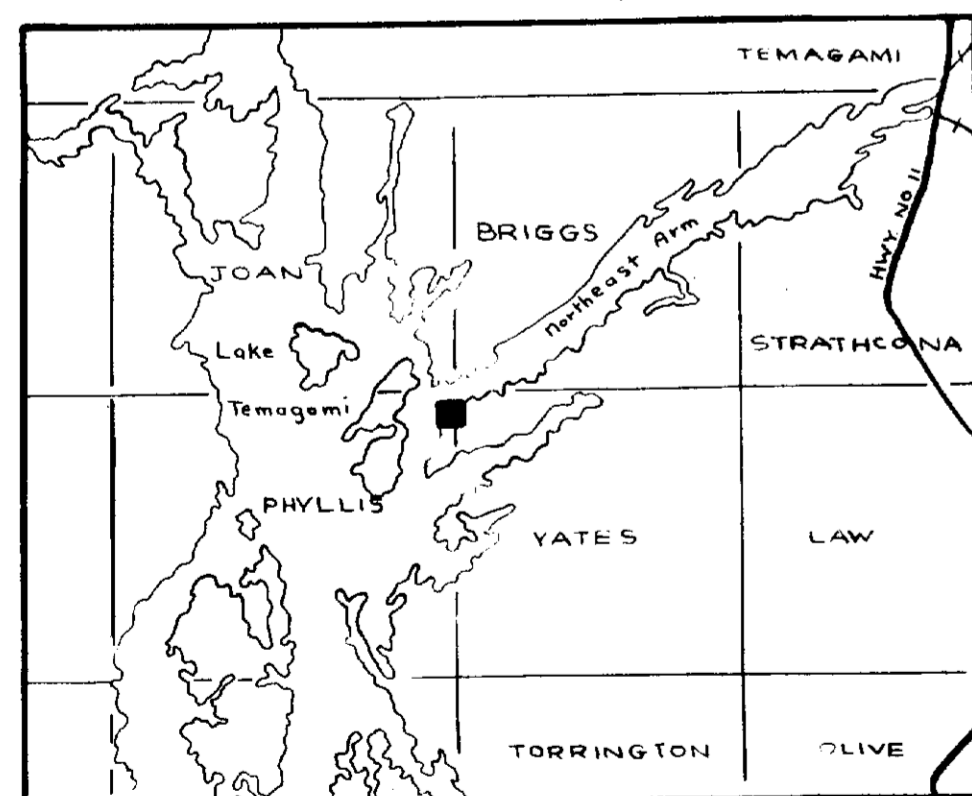 TEMAGAMI
BRIGGS
Northeast Arm
HWY. NO 11
JOAN
Lake
Temagami
STRATHCONA
PHYLLIS
YATES
LAW
TORRINGTON
OLIVE